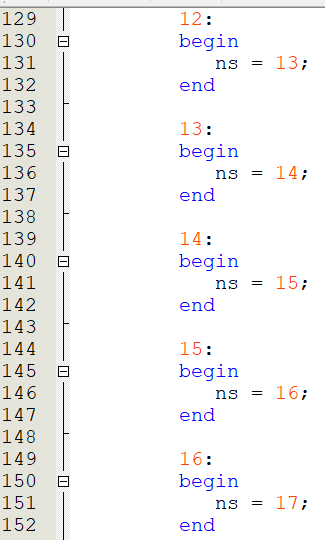 129 12:
130 begin
131 ns = 13;
132 end
133
134 13:
135 begin
136 ns = 14;
137 end
138
139 14:
140 begin
141 ns = 15;
142 end
143
144 15:
145 begin
146 ns = 16;
147 end
148
149 16:
150 begin
151 ns = 17;
152 end